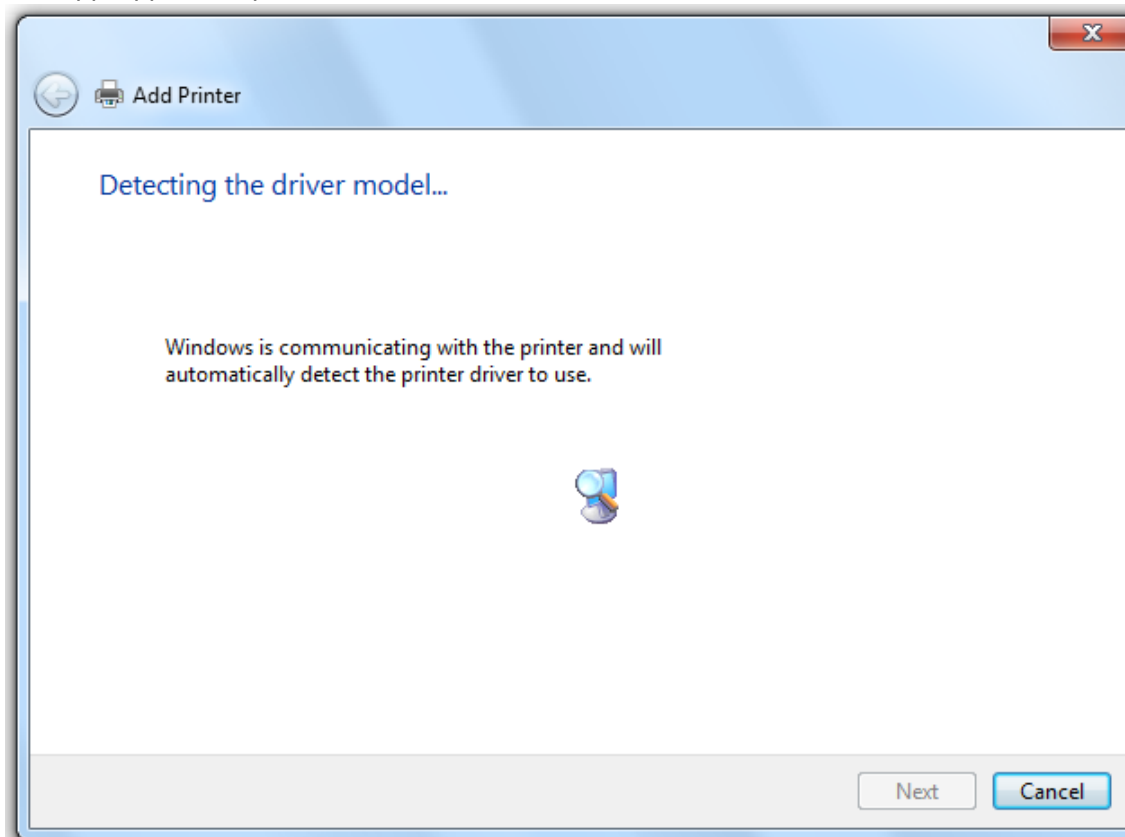 Add Printer
Detecting the driver model...
Windows is communicating with the printer and will
automatically detect the printer driver to use.
Next
Cancel